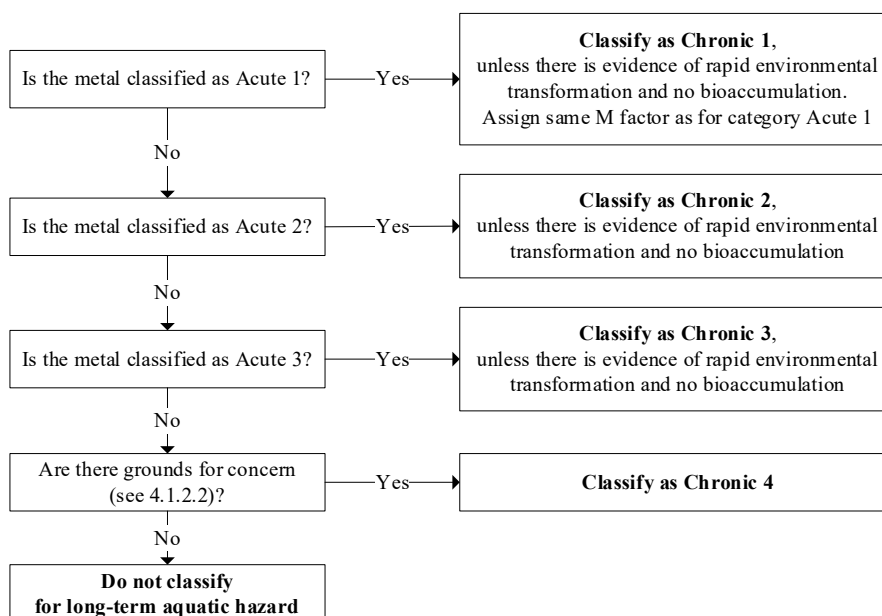 Is the metal classified as Acute 1?
Yes
Classify as Chronic 1,
unless there is evidence of rapid environmental
transformation and no bioaccumulation.
Assign same M factor as for category Acute 1
No
Is the metal classified as Acute 2?
Yes
Classify as Chronic 2,
unless there is evidence of rapid environmental
transformation and no bioaccumulation
No
Is the metal classified as Acute 3?
Yes
Classify as Chronic 3,
unless there is evidence of rapid environmental
transformation and no bioaccumulation
No
Are there grounds for concern
(see 4.1.2.2)?
Yes
Classify as Chronic 4
No
Do not classify
for long-term aquatic hazard